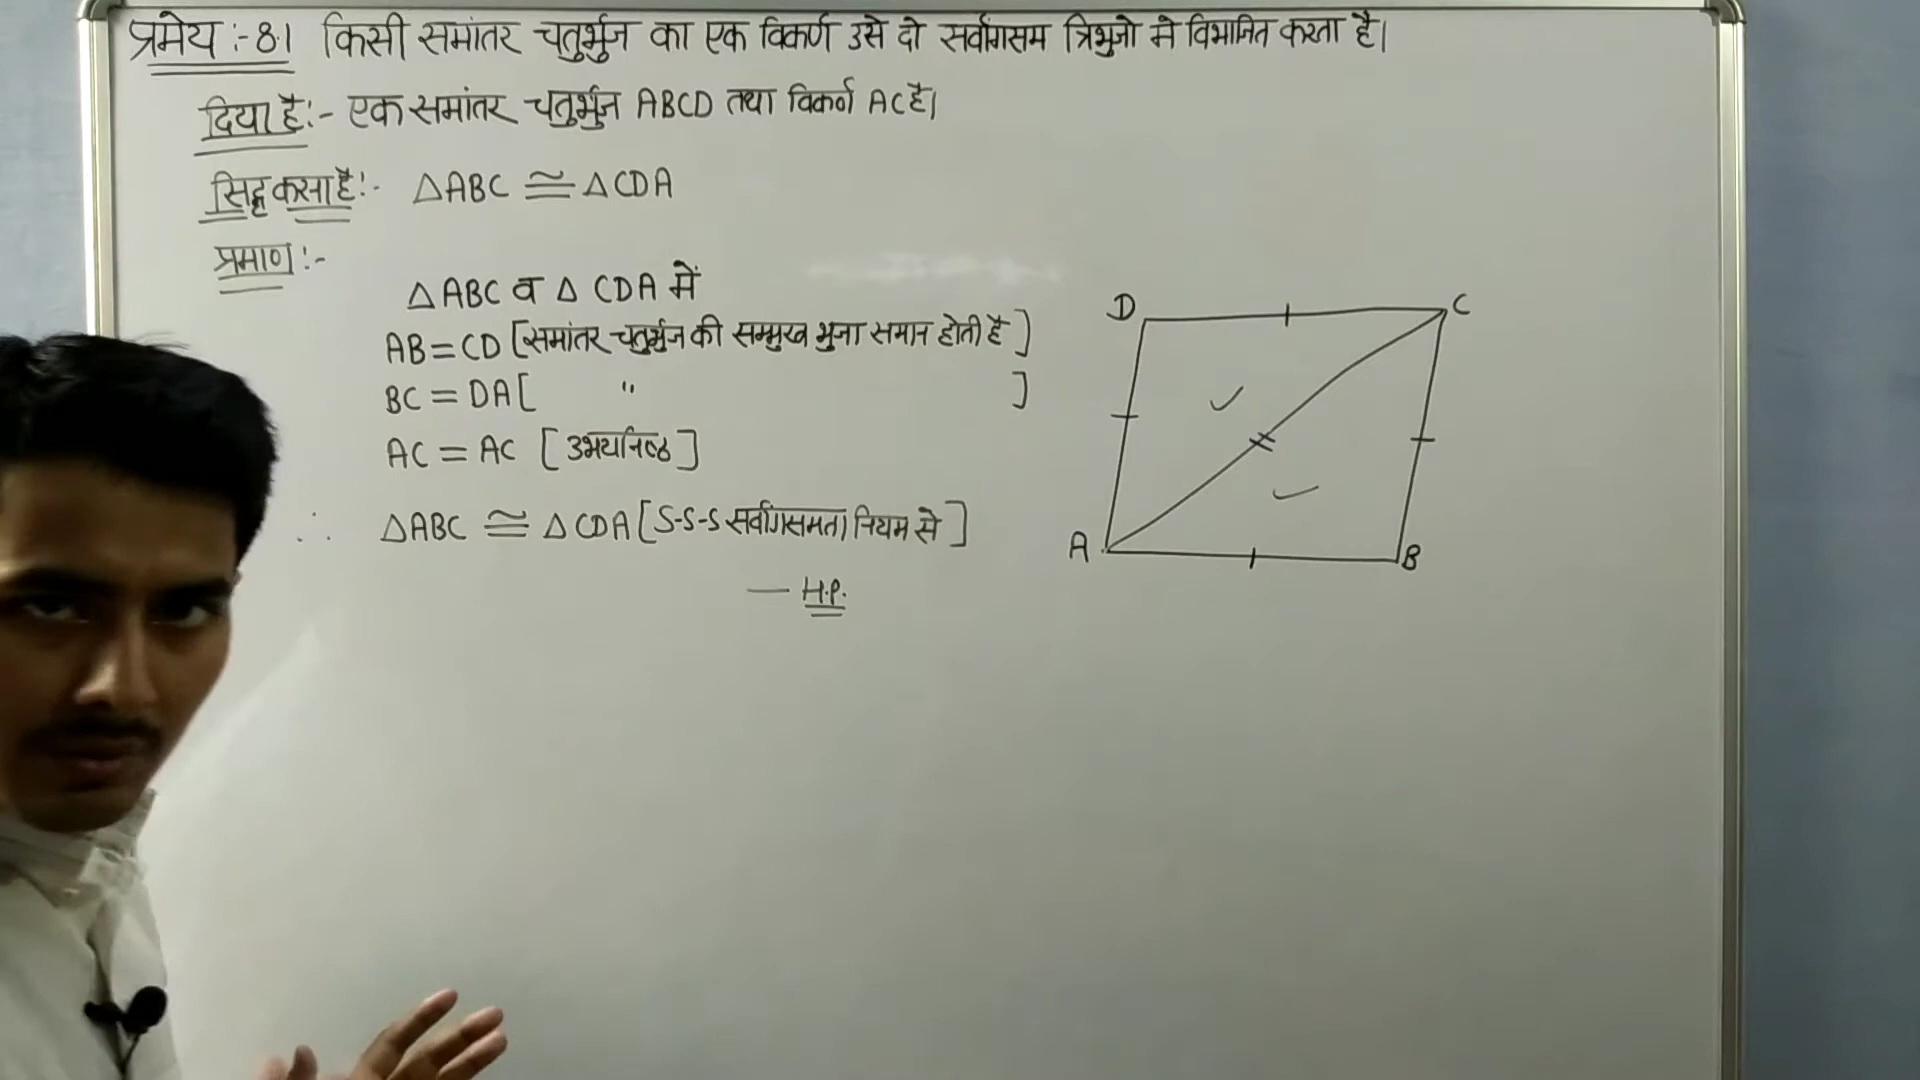 प्रमेय :- 8.1 किसी समांतर चतुर्भुज का एक विकर्ण उसे दो सर्वांगसम त्रिभुजो मे विभाजित करता है।
दिया है:- एक समांतर चतुर्भुज ABCD तथा विकर्ण AC है।
सिद्ध करना है:- △ABC ≅ △CDA
प्रमाण:-
△ABC व △ CDA में
AB = CD [समांतर चतुर्भुज की सम्मुख भुजा समान होती है]
BC = DA [ " ]
AC = AC [उभयनिष्ठ]
∴ △ABC ≅ △CDA [S-S-S सर्वांगसमता नियम से]
— H.P.
D C
A B